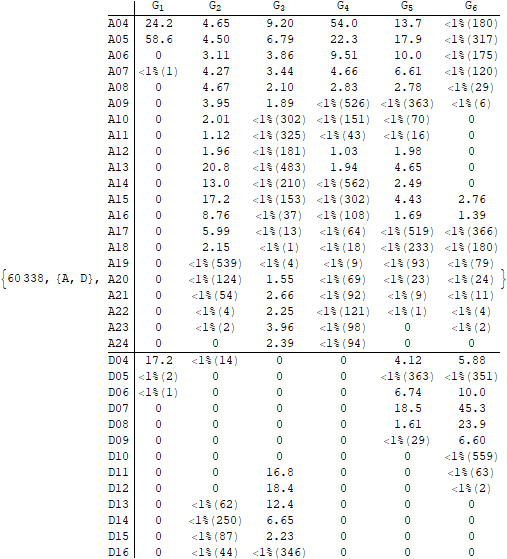 G1 G2 G3 G4 G5 G6
A04 24.2 4.65 9.20 54.0 13.7 <1%(180)
A05 58.6 4.50 6.79 22.3 17.9 <1%(317)
A06 0 3.11 3.86 9.51 10.0 <1%(175)
A07 <1%(1) 4.27 3.44 4.66 6.61 <1%(120)
A08 0 4.67 2.10 2.83 2.78 <1%(29)
A09 0 3.95 1.89 <1%(526) <1%(363) <1%(6)
A10 0 2.01 <1%(302) <1%(151) <1%(70) 0
A11 0 1.12 <1%(325) <1%(43) <1%(16) 0
A12 0 1.96 <1%(181) 1.03 1.98 0
A13 0 20.8 <1%(483) 1.94 4.65 0
A14 0 13.0 <1%(210) <1%(562) 2.49 0
A15 0 17.2 <1%(153) <1%(302) 4.43 2.76
A16 0 8.76 <1%(37) <1%(108) 1.69 1.39
A17 0 5.99 <1%(13) <1%(64) <1%(519) <1%(366)
A18 0 2.15 <1%(1) <1%(18) <1%(233) <1%(180)
A19 0 <1%(539) <1%(4) <1%(9) <1%(93) <1%(79)
{60338, {A, D}, A20 0 <1%(124) 1.55 <1%(69) <1%(23) <1%(24) }
A21 0 <1%(54) 2.66 <1%(92) <1%(9) <1%(11)
A22 0 <1%(4) 2.25 <1%(121) <1%(1) <1%(4)
A23 0 <1%(2) 3.96 <1%(98) 0 <1%(2)
A24 0 0 2.39 <1%(94) 0 0
D04 17.2 <1%(14) 0 0 4.12 5.88
D05 <1%(2) 0 0 0 <1%(363) <1%(351)
D06 <1%(1) 0 0 0 6.74 10.0
D07 0 0 0 0 18.5 45.3
D08 0 0 0 0 1.61 23.9
D09 0 0 0 0 <1%(29) 6.60
D10 0 0 0 0 0 <1%(559)
D11 0 0 16.8 0 0 <1%(63)
D12 0 0 18.4 0 0 <1%(2)
D13 0 <1%(62) 12.4 0 0 0
D14 0 <1%(250) 6.65 0 0 0
D15 0 <1%(87) 2.23 0 0 0
D16 0 <1%(44) <1%(346) 0 0 0